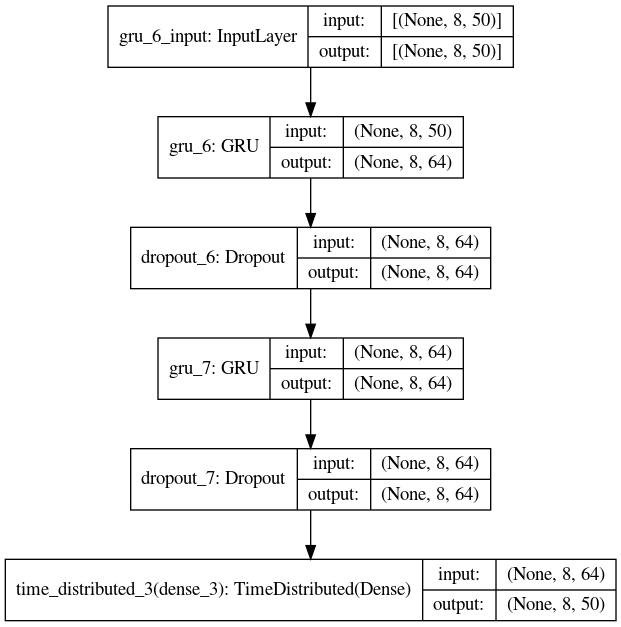 gru_6_input: InputLayer
input: [(None, 8, 50)]
output: [(None, 8, 50)]
gru_6: GRU
input: (None, 8, 50)
output: (None, 8, 64)
dropout_6: Dropout
input: (None, 8, 64)
output: (None, 8, 64)
gru_7: GRU
input: (None, 8, 64)
output: (None, 8, 64)
dropout_7: Dropout
input: (None, 8, 64)
output: (None, 8, 64)
time_distributed_3(dense_3): TimeDistributed(Dense)
input: (None, 8, 64)
output: (None, 8, 50)